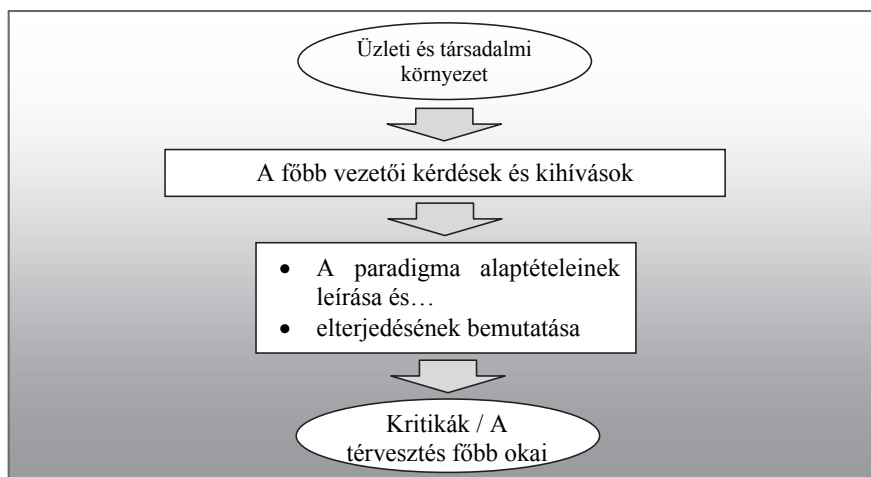 Üzleti és társadalmi
környezet
A főbb vezetői kérdések és kihívások
• A paradigma alaptételeinek
leírása és…
• elterjedésének bemutatása
Kritikák / A
térvesztés főbb okai